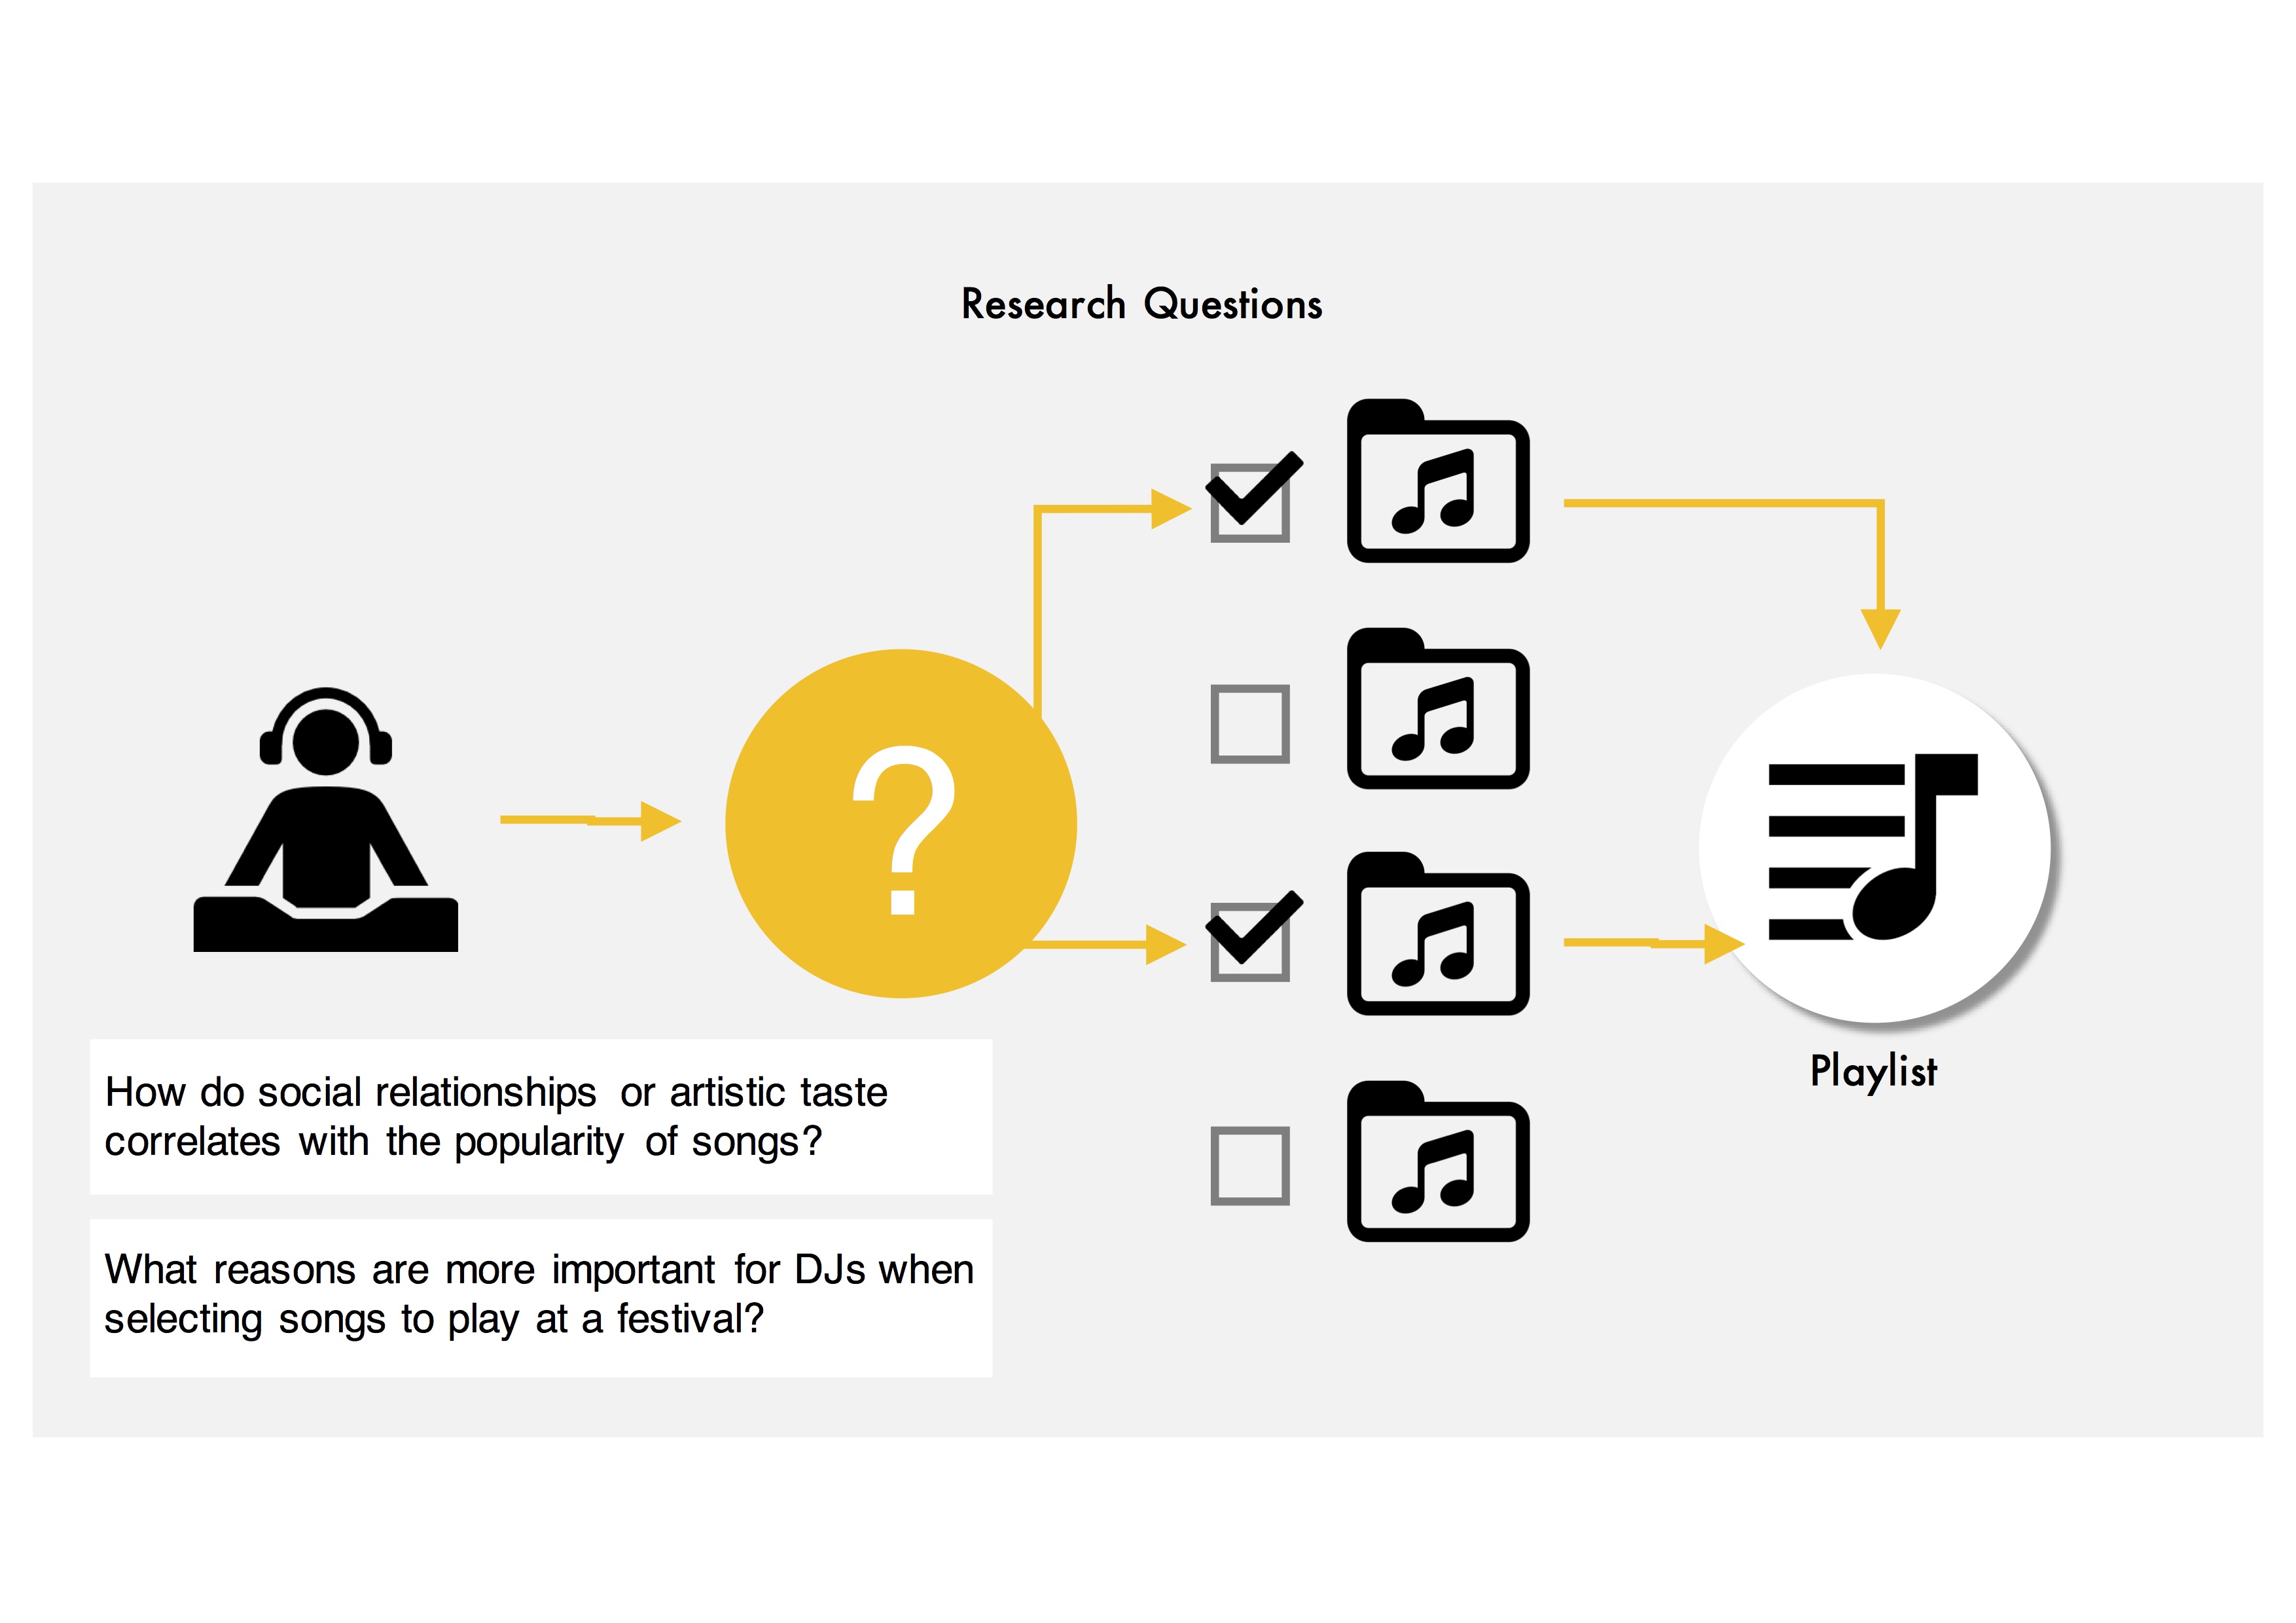 Research Questions
?
Playlist
How do social relationships or artistic taste
correlates with the popularity of songs?
What reasons are more important for DJs when
selecting songs to play at a festival?